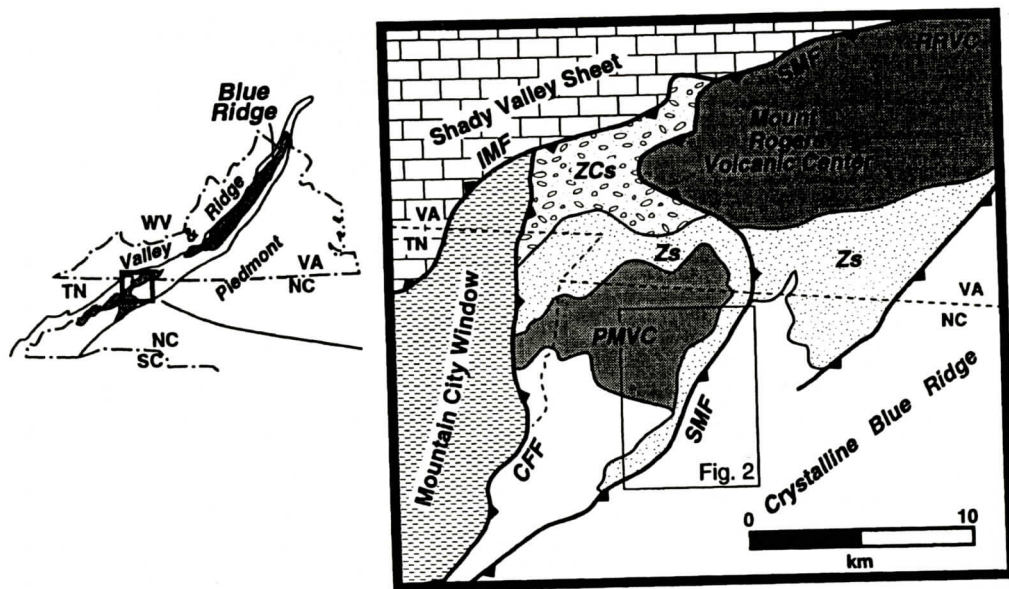 Blue
Ridge
WV
Valley & Ridge
Piedmont
VA
TN
NC
NC
SC
Shady Valley Sheet
IMF
SMF
RRVC
Mount
Rogers
Volcanic Center
ZCs
VA
TN
Zs
Zs
VA
NC
PMVC
Mountain City Window
CFF
SMF
Fig. 2
Crystalline Blue Ridge
0
10
km